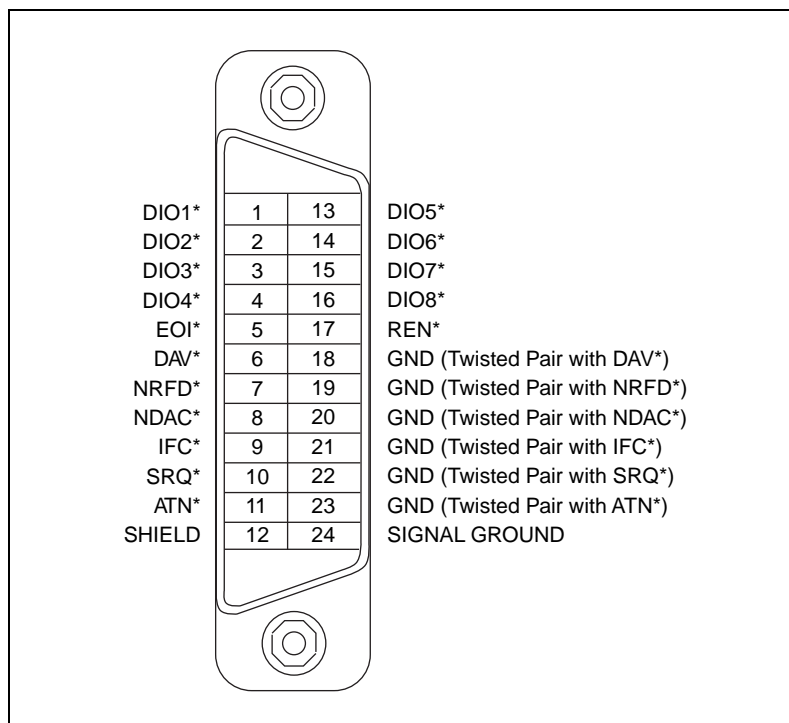 DIO1* 1 13 DIO5*
DIO2* 2 14 DIO6*
DIO3* 3 15 DIO7*
DIO4* 4 16 DIO8*
EOI* 5 17 REN*
DAV* 6 18 GND (Twisted Pair with DAV*)
NRFD* 7 19 GND (Twisted Pair with NRFD*)
NDAC* 8 20 GND (Twisted Pair with NDAC*)
IFC* 9 21 GND (Twisted Pair with IFC*)
SRQ* 10 22 GND (Twisted Pair with SRQ*)
ATN* 11 23 GND (Twisted Pair with ATN*)
SHIELD 12 24 SIGNAL GROUND